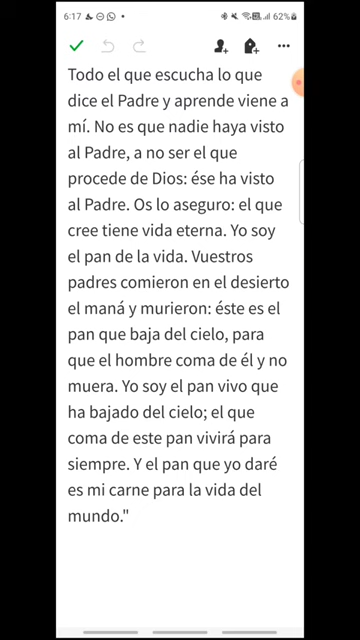 6:17
62%
Todo el que escucha lo que
dice el Padre y aprende viene a
mí. No es que nadie haya visto
al Padre, a no ser el que
procede de Dios: ése ha visto
al Padre. Os lo aseguro: el que
cree tiene vida eterna. Yo soy
el pan de la vida. Vuestros
padres comieron en el desierto
el maná y murieron: éste es el
pan que baja del cielo, para
que el hombre coma de él y no
muera. Yo soy el pan vivo que
ha bajado del cielo; el que
coma de este pan vivirá para
siempre. Y el pan que yo daré
es mi carne para la vida del
mundo."